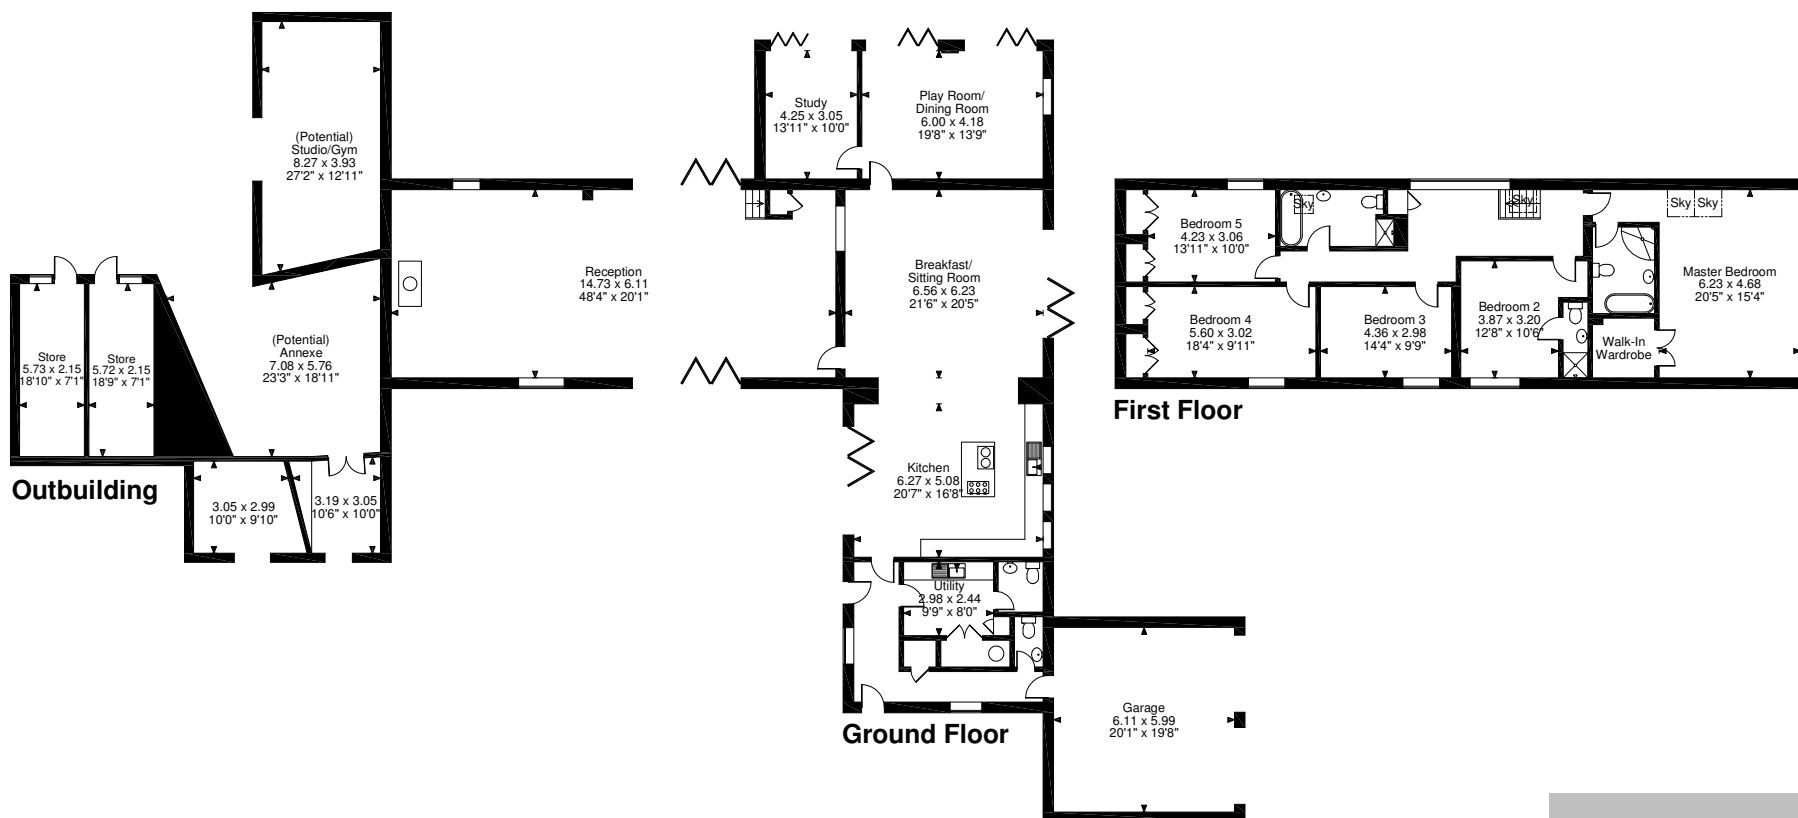 (Potential)
Studio/Gym
8.27 x 3.93
27'2" x 12'11"
Store
5.73 x 2.15
18'10" x 7'1"
Store
5.72 x 2.15
18'9" x 7'1"
(Potential)
Annexe
7.08 x 5.76
23'3" x 18'11"
3.05 x 2.99
10'0" x 9'10"
3.19 x 3.05
10'6" x 10'0"
Outbuilding
Study
4.25 x 3.05
13'11" x 10'0"
Play Room/
Dining Room
6.00 x 4.18
19'8" x 13'9"
Reception
14.73 x 6.11
48'4" x 20'1"
Breakfast/
Sitting Room
6.56 x 6.23
21'6" x 20'5"
Kitchen
6.27 x 5.08
20'7" x 16'8"
Utility
2.98 x 2.44
9'9" x 8'0"
Garage
6.11 x 5.99
20'1" x 19'8"
Ground Floor
Bedroom 5
4.23 x 3.06
13'11" x 10'0"
Sky
Sky
Sky Sky
Master Bedroom
6.23 x 4.68
20'5" x 15'4"
Bedroom 4
5.60 x 3.02
18'4" x 9'11"
Bedroom 3
4.36 x 2.98
14'4" x 9'9"
Bedroom 2
3.87 x 3.20
12'8" x 10'6"
Walk-In
Wardrobe
First Floor